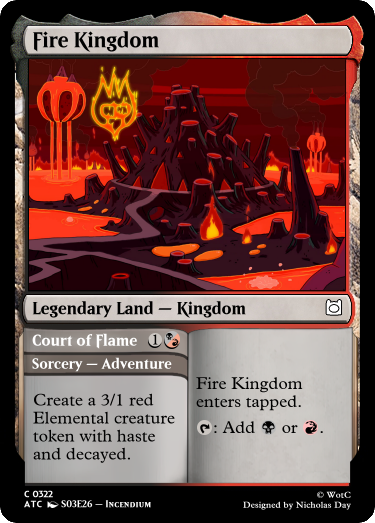 Fire Kingdom
Legendary Land — Kingdom
Court of Flame 1
Sorcery — Adventure
Create a 3/1 red
Elemental creature
token with haste
and decayed.
Fire Kingdom
enters tapped.
: Add or .
C 0322
ATC S03E26 – Incendium
© WotC
Designed by Nicholas Day